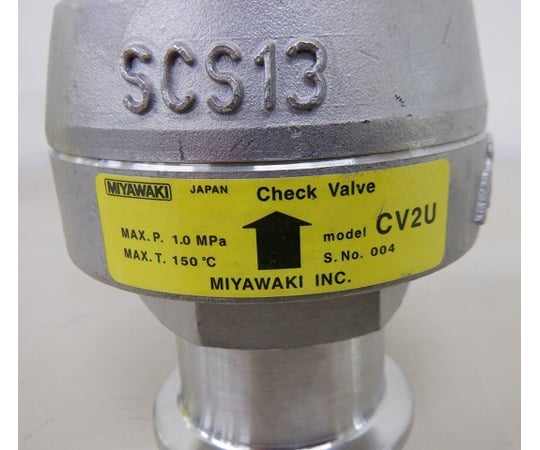 SCS13
MIYAWAKI JAPAN Check Valve
MAX. P. 1.0 MPa
MAX. T. 150 °C
model CV2U
S. No. 004
MIYAWAKI INC.